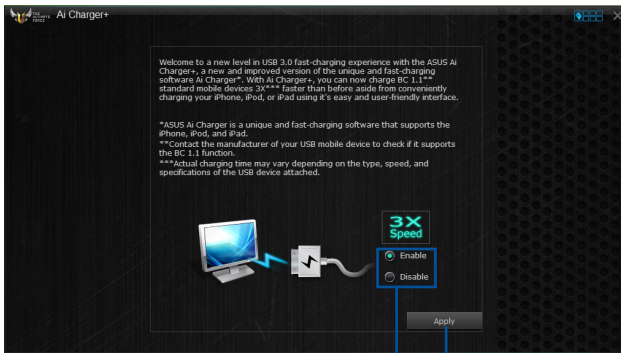 THE ULTIMATE FORCE
Ai Charger+
Welcome to a new level in USB 3.0 fast-charging experience with the ASUS Ai
Charger+, a new and improved version of the unique and fast-charging
software Ai Charger*. With Ai Charger+, you can now charge BC 1.1**
standard mobile devices 3X*** faster than before aside from conveniently
charging your iPhone, iPod, or iPad using it's easy and user-friendly interface.
*ASUS Ai Charger is a unique and fast-charging software that supports the
iPhone, iPod, and iPad.
**Contact the manufacturer of your USB mobile device to check if it supports
the BC 1.1 function.
***Actual charging time may vary depending on the type, speed, and
specifications of the USB device attached.
3X
Speed
Enable
Disable
Apply